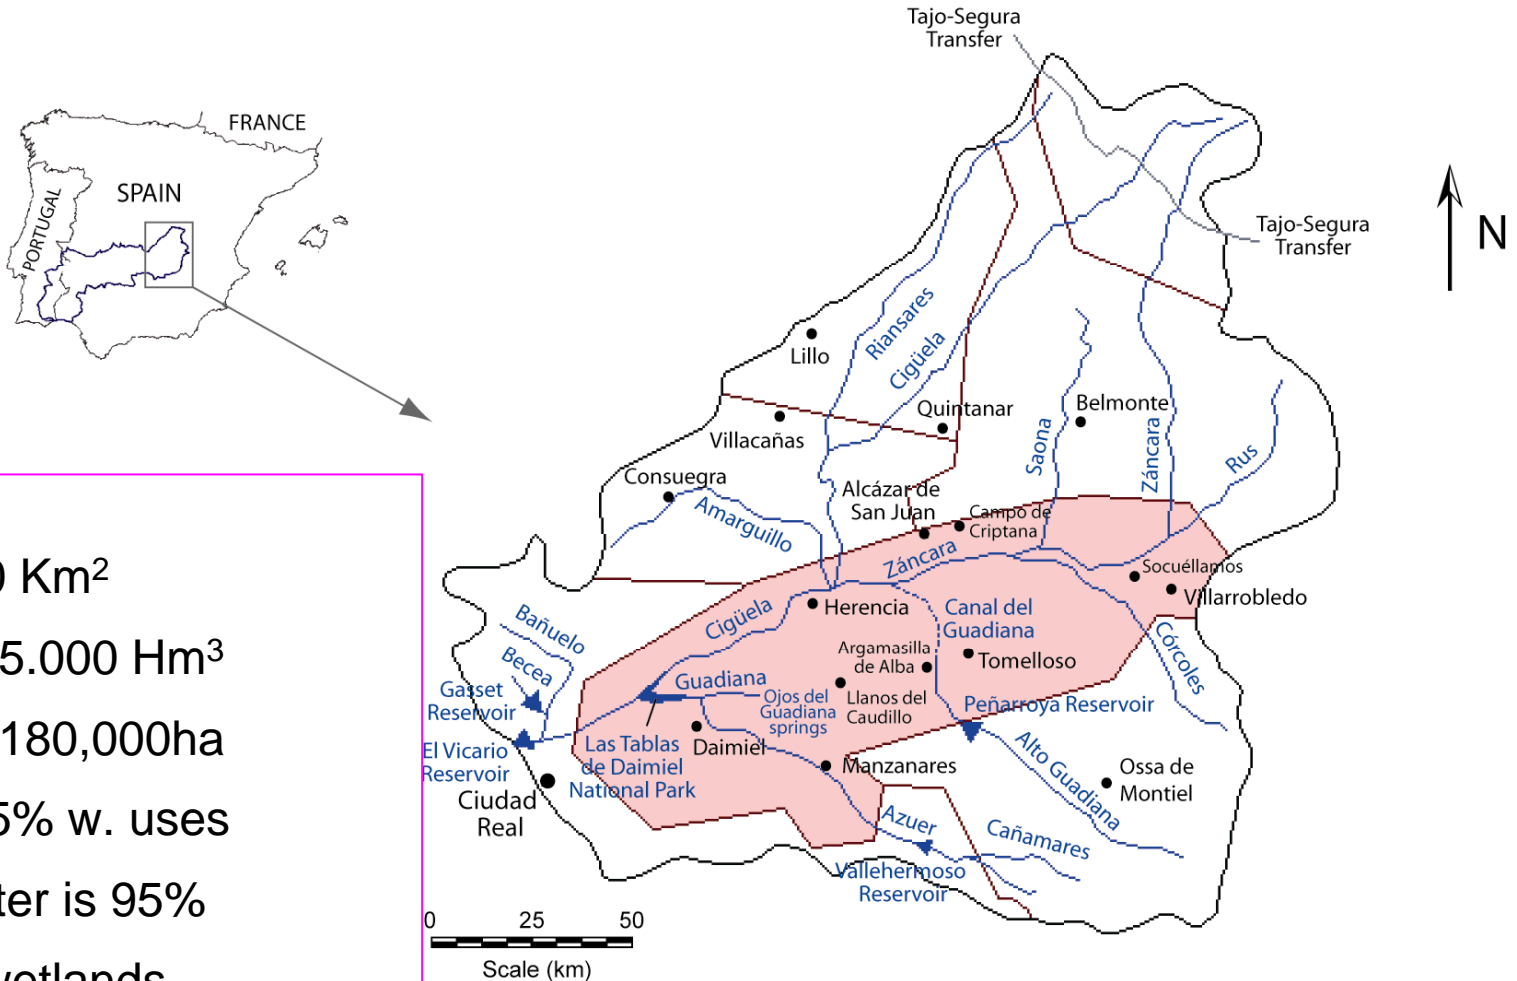 Tajo-Segura
Transfer
FRANCE
SPAIN
PORTUGAL
Tajo-Segura
Transfer
N
Riansares
Cigüela
Lillo
Quintanar
Belmonte
Villacañas
Saona
Záncara
Rus
Consuegra
Amarguillo
Alcázar de
San Juan
Campo de
Criptana
Záncara
Socuéllamos
Villarrobledo
Herencia
Cigüela
Canal del
Guadiana
Bañuelo
Becea
Argamasilla
de Alba
Tomelloso
Córcoles
Gasset
Reservoir
Guadiana
Ojos del
Guadiana
springs
Llanos del
Caudillo
Peñarroya Reservoir
El Vicario
Reservoir
Las Tablas
de Daimiel
National Park
Daimiel
Manzanares
Alto Guadiana
Ossa de
Montiel
Ciudad
Real
Azuer
Cañamares
Vallehermoso
Reservoir
0 25 50
Scale (km)
Km²
5.000 Hm³
180,000ha
5% w. uses
ter is 95%
wetlands